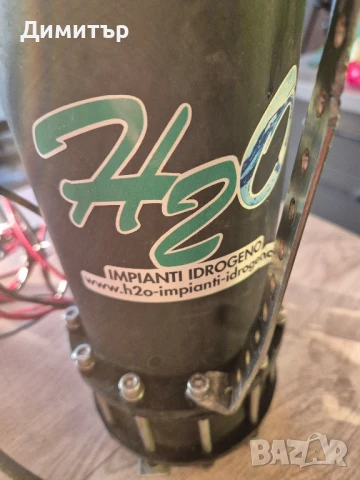 Димитър
H2O
IMPIANTI IDROGENO
www.h2o-impianti-idrogeno
BAZAR